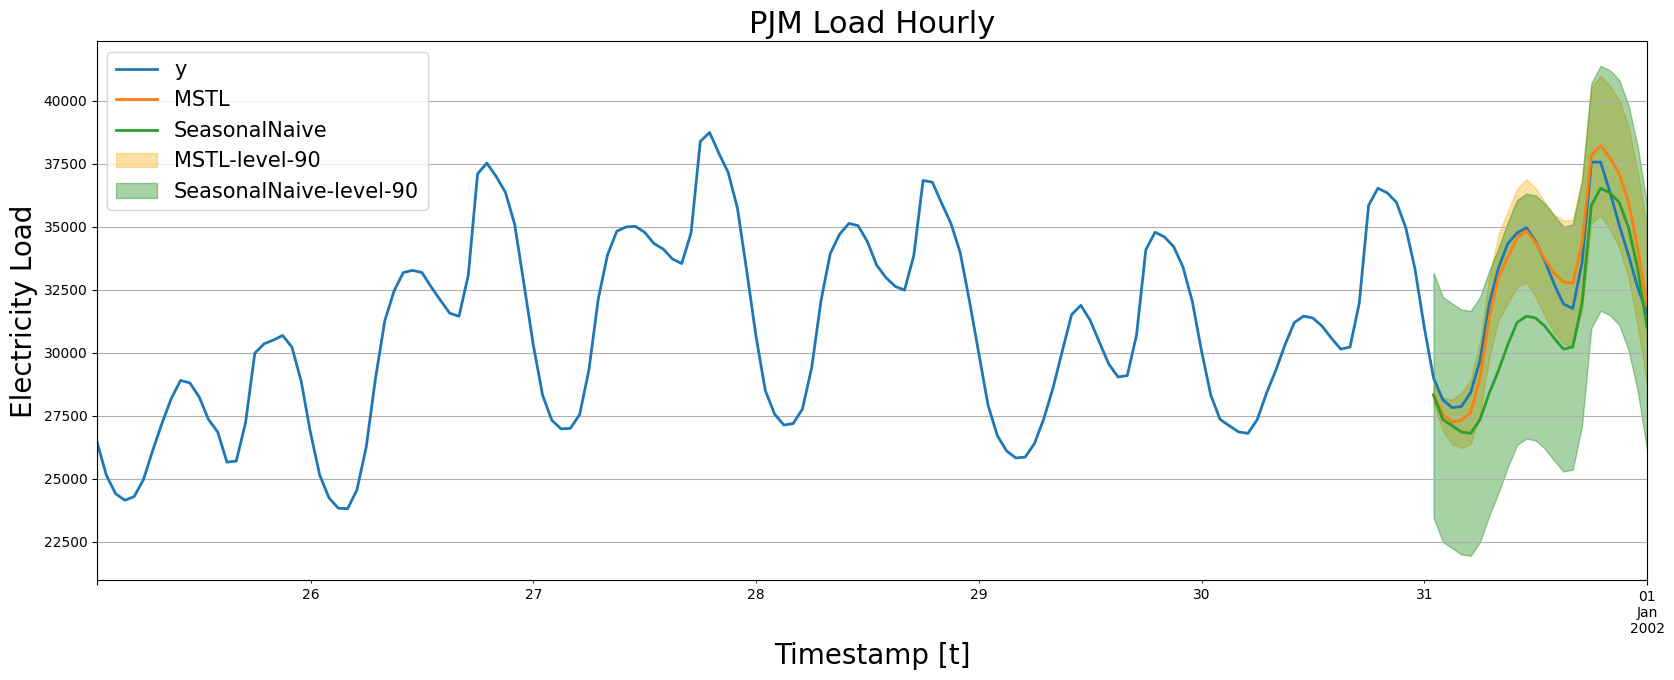 PJM Load Hourly
y
MSTL
SeasonalNaive
MSTL-level-90
SeasonalNaive-level-90
Electricity Load
40000
37500
35000
32500
30000
27500
25000
22500
26 27 28 29 30 31 01
Jan
2002
Timestamp [t]